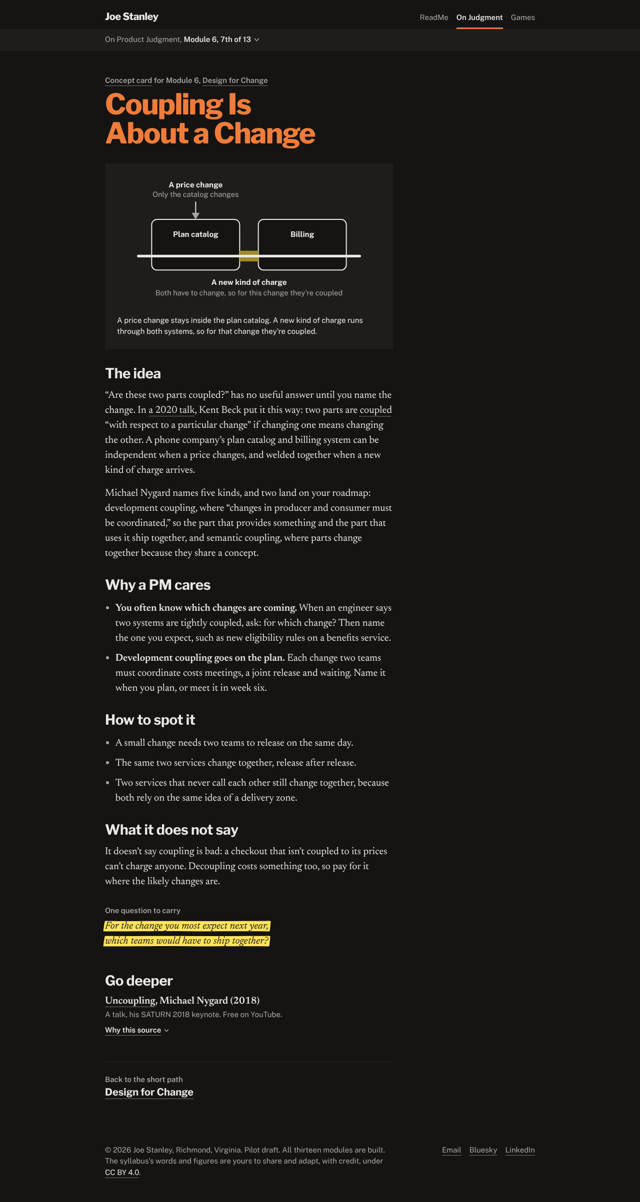 Joe Stanley
ReadMe On Judgment Games
On Product Judgment, Module 6, 7th of 13
Concept card for Module 6, Design for Change
Coupling Is
About a Change
A price change
Only the catalog changes
Plan catalog
Billing
A new kind of charge
Both have to change, so for this change they're coupled
A price change stays inside the plan catalog. A new kind of charge runs
through both systems, so for that change they're coupled.
The idea
“Are these two parts coupled?” has no useful answer until you name the
change. In a 2020 talk, Kent Beck put it this way: two parts are coupled
“with respect to a particular change” if changing one means changing
the other. A phone company’s plan catalog and billing system can be
independent when a price changes, and welded together when a new
kind of charge arrives.
Michael Nygard names five kinds, and two land on your roadmap:
development coupling, where “changes in producer and consumer must
be coordinated,” so the part that provides something and the part that
uses it ship together, and semantic coupling, where parts change
together because they share a concept.
Why a PM cares
You often know which changes are coming. When an engineer says
two systems are tightly coupled, ask: for which change? Then name
the one you expect, such as new eligibility rules on a benefits service.
Development coupling goes on the plan. Each change two teams
must coordinate costs meetings, a joint release and waiting. Name it
when you plan, or meet it in week six.
How to spot it
A small change needs two teams to release on the same day.
The same two services change together, release after release.
Two services that never call each other still change together, because
both rely on the same idea of a delivery zone.
What it does not say
It doesn’t say coupling is bad: a checkout that isn’t coupled to its prices
can’t charge anyone. Decoupling costs something too, so pay for it
where the likely changes are.
One question to carry
For the change you most expect next year,
which teams would have to ship together?
Go deeper
Uncoupling, Michael Nygard (2018)
A talk, his SATURN 2018 keynote. Free on YouTube.
Why this source
Back to the short path
Design for Change
© 2026 Joe Stanley, Richmond, Virginia. Pilot draft. All thirteen modules are built.
The syllabus's words and figures are yours to share and adapt, with credit, under
CC BY 4.0.
Email Bluesky LinkedIn